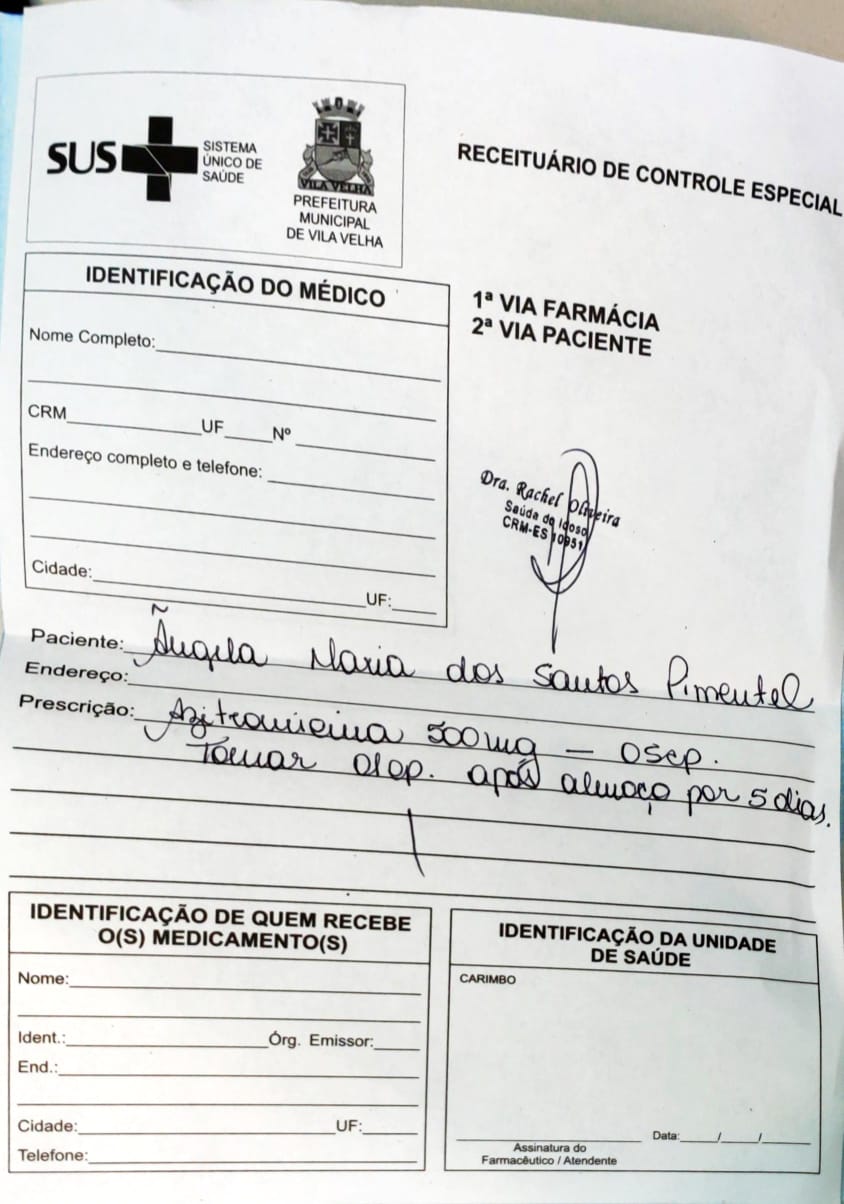 SUS
SISTEMA
ÚNICO DE
SAÚDE
VILA VELHA
PREFEITURA
MUNICIPAL
DE VILA VELHA
RECEITUÁRIO DE CONTROLE ESPECIAL
IDENTIFICAÇÃO DO MÉDICO
1ª VIA FARMÁCIA
2ª VIA PACIENTE
Nome Completo:
CRM UF Nº
Endereço completo e telefone:
Cidade: UF:
Dra. Rachel Oliveira
Saúda do Idoso
CRM-ES 10951
Paciente: Ângela Maria dos Santos Pimentel
Endereço:
Prescrição: Azitromicina 500mg — 05cp.
Tomar 01cp. após almoço por 5 dias.
IDENTIFICAÇÃO DE QUEM RECEBE
O(S) MEDICAMENTO(S)
Nome:
Ident.: Órg. Emissor:
End.:
Cidade: UF:
Telefone:
IDENTIFICAÇÃO DA UNIDADE
DE SAÚDE
CARIMBO
Data: / /
Assinatura do
Farmacêutico / Atendente